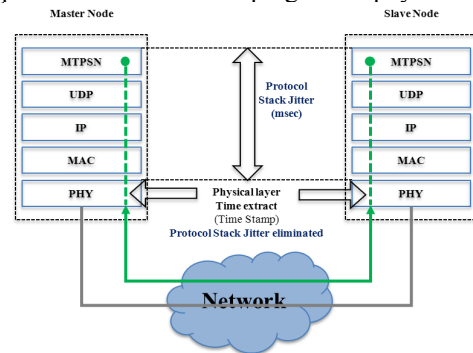 Master Node
Slave Node
MTPSN
UDP
IP
MAC
PHY
Protocol
Stack Jitter
(msec)
MTPSN
UDP
IP
MAC
PHY
Physical layer
Time extract
(Time Stamp)
Protocol Stack Jitter eliminated
Network